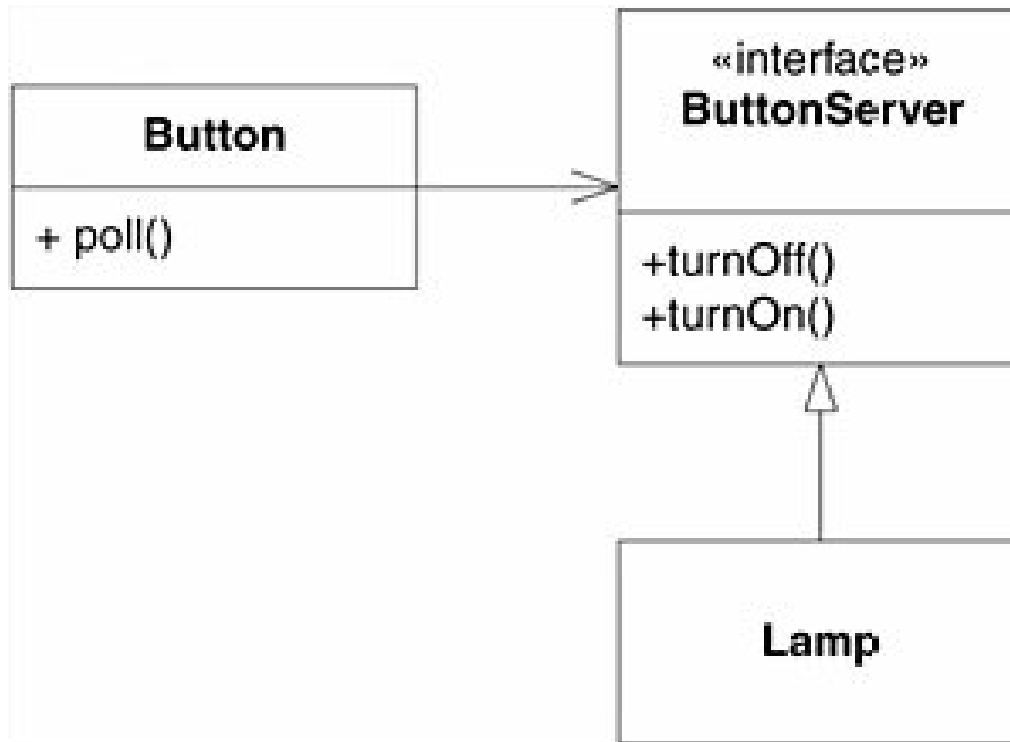 Button
+ poll()
«interface»
ButtonServer
+turnOff()
+turnOn()
Lamp